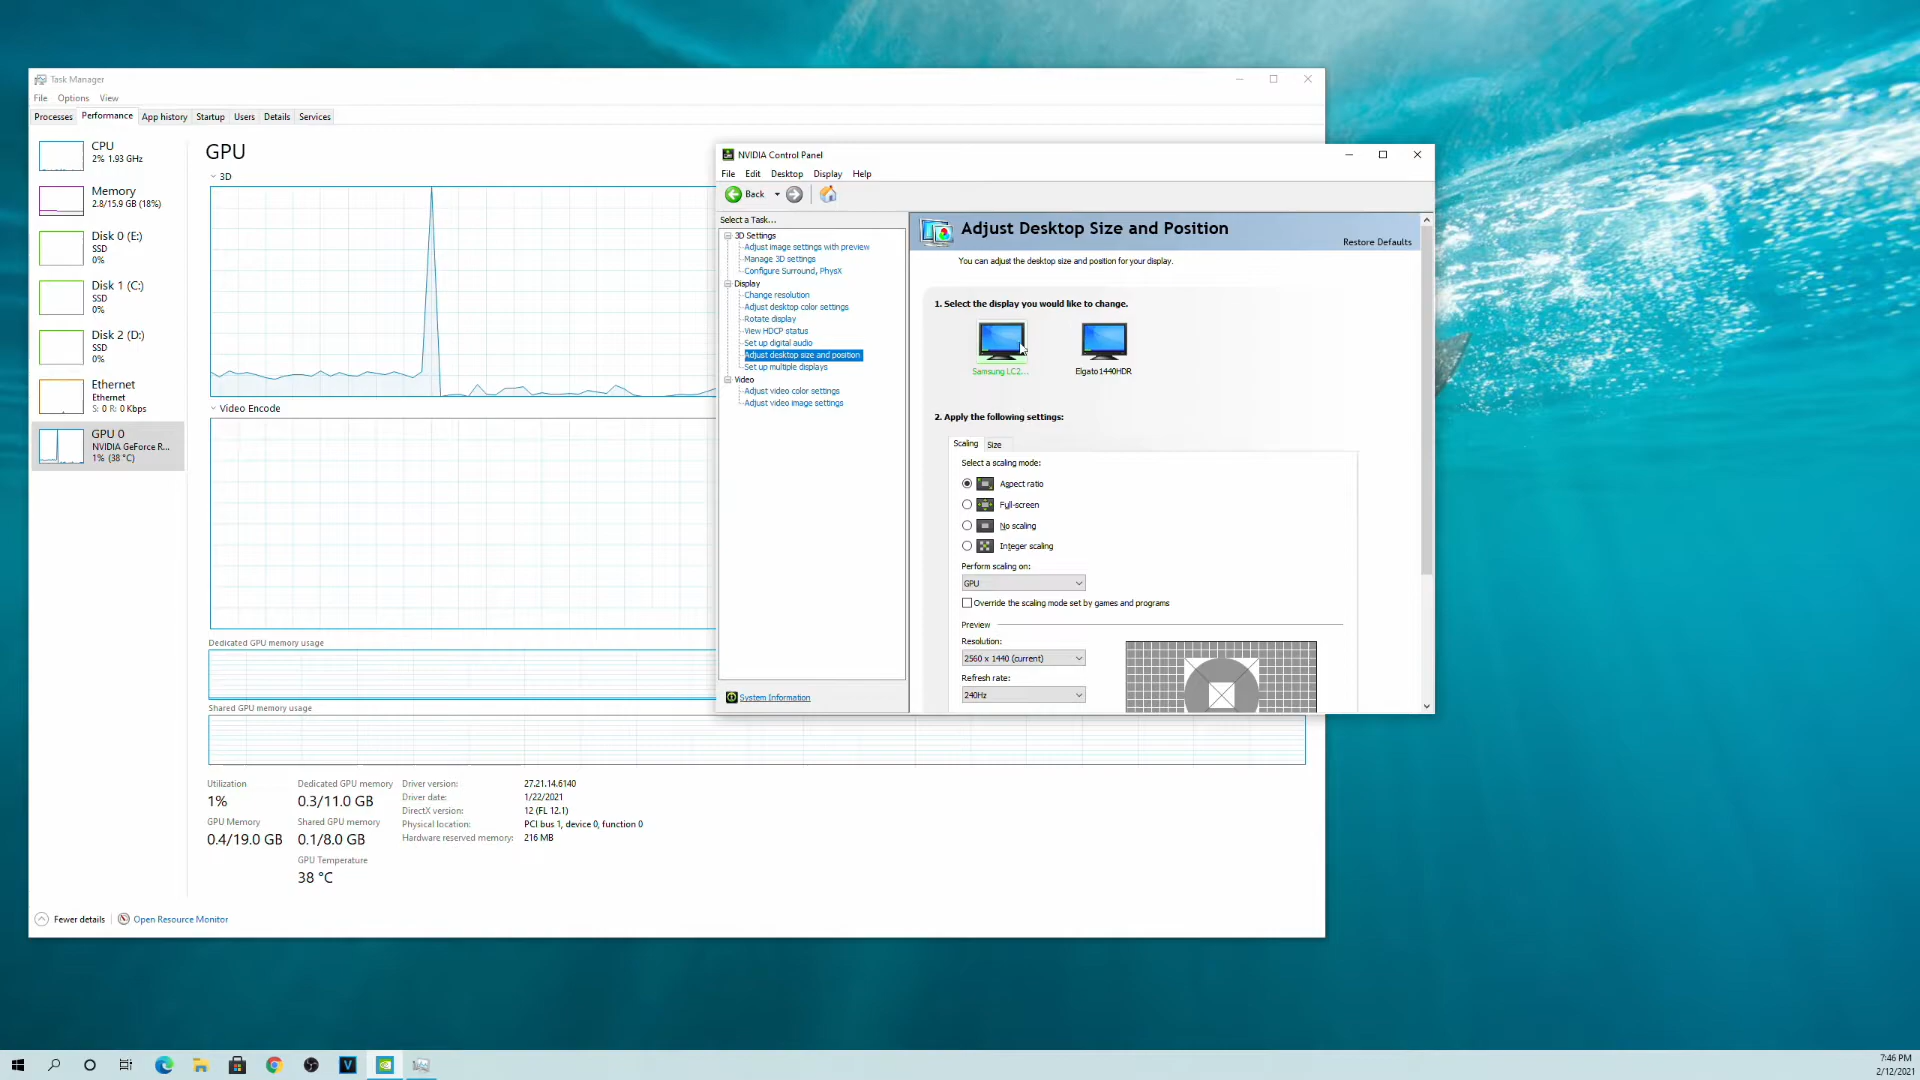 Task Manager
File Options View
Processes Performance App history Startup Users Details Services
CPU
2% 1.93 GHz
Memory
2.8/15.9 GB (18%)
Disk 0 (E:)
SSD
0%
Disk 1 (C:)
SSD
0%
Disk 2 (D:)
SSD
0%
Ethernet
Ethernet
S: 0 R: 0 Kbps
GPU 0
NVIDIA GeForce R...
1% (38 °C)
GPU
3D
Video Encode
Dedicated GPU memory usage
Shared GPU memory usage
Utilization
1%
Dedicated GPU memory
0.3/11.0 GB
GPU Memory
0.4/19.0 GB
Shared GPU memory
0.1/8.0 GB
GPU Temperature
38 °C
Driver version: 27.21.14.6140
Driver date: 1/22/2021
DirectX version: 12 (FL 12.1)
Physical location: PCI bus 1, device 0, function 0
Hardware reserved memory: 216 MB
Fewer details
Open Resource Monitor
NVIDIA Control Panel
File Edit Desktop Display Help
Back
Select a Task...
3D Settings
Adjust image settings with preview
Manage 3D settings
Configure Surround, PhysX
Display
Change resolution
Adjust desktop color settings
Rotate display
View HDCP status
Set up digital audio
Adjust desktop size and position
Set up multiple displays
Video
Adjust video color settings
Adjust video image settings
System Information
Adjust Desktop Size and Position
Restore Defaults
You can adjust the desktop size and position for your display.
1. Select the display you would like to change.
Samsung LC2...
Elgato1440HDR
2. Apply the following settings:
Scaling Size
Select a scaling mode:
Aspect ratio
Full-screen
No scaling
Integer scaling
Perform scaling on:
GPU
Override the scaling mode set by games and programs
Preview
Resolution:
2560 x 1440 (current)
Refresh rate:
240Hz
7:46 PM
2/12/2021